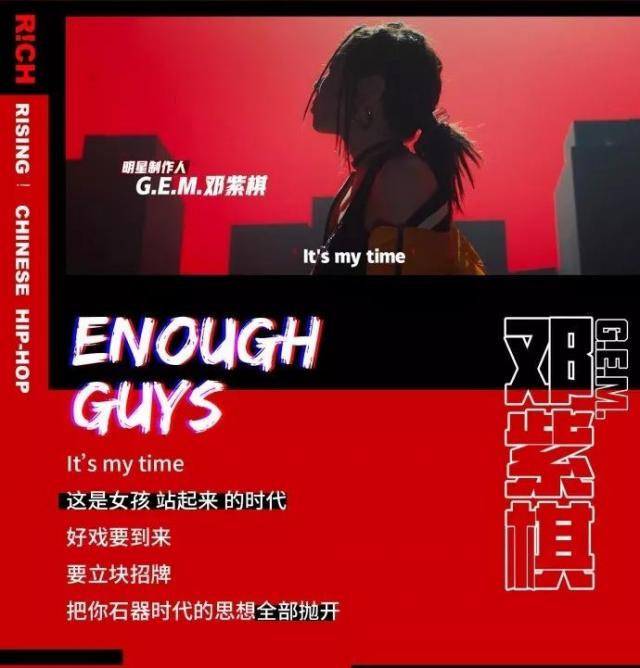 R!CH
RISING! CHINESE HIP-HOP
明星制作人
G.E.M.邓紫棋
It's my time
ENOUGH
GUYS
It's my time
这是女孩 站起来 的时代
好戏要到来
要立块招牌
把你石器时代的思想全部抛开
G.E.M.
邓紫棋